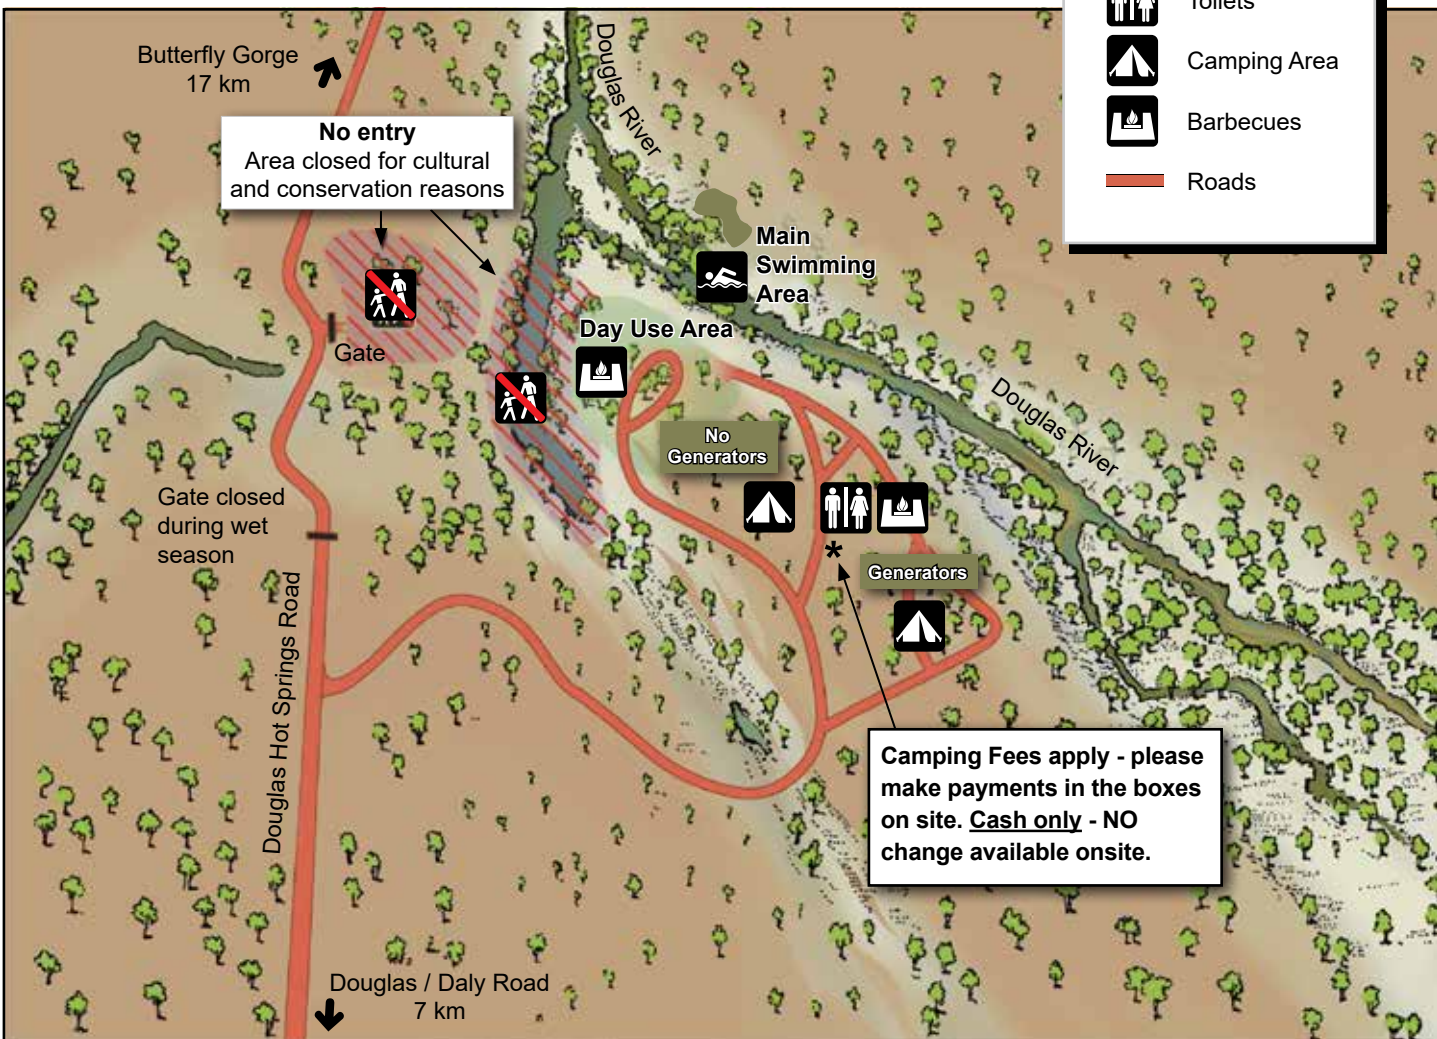 Toilets
Camping Area
Barbecues
Roads
Butterfly Gorge
17 km
Douglas River
No entry
Area closed for cultural
and conservation reasons
Main
Swimming
Area
Day Use Area
Gate
No
Generators
Douglas River
Gate closed
during wet
season
*
Generators
Douglas Hot Springs Road
Camping Fees apply - please
make payments in the boxes
on site. Cash only - NO
change available onsite.
Douglas / Daly Road
7 km